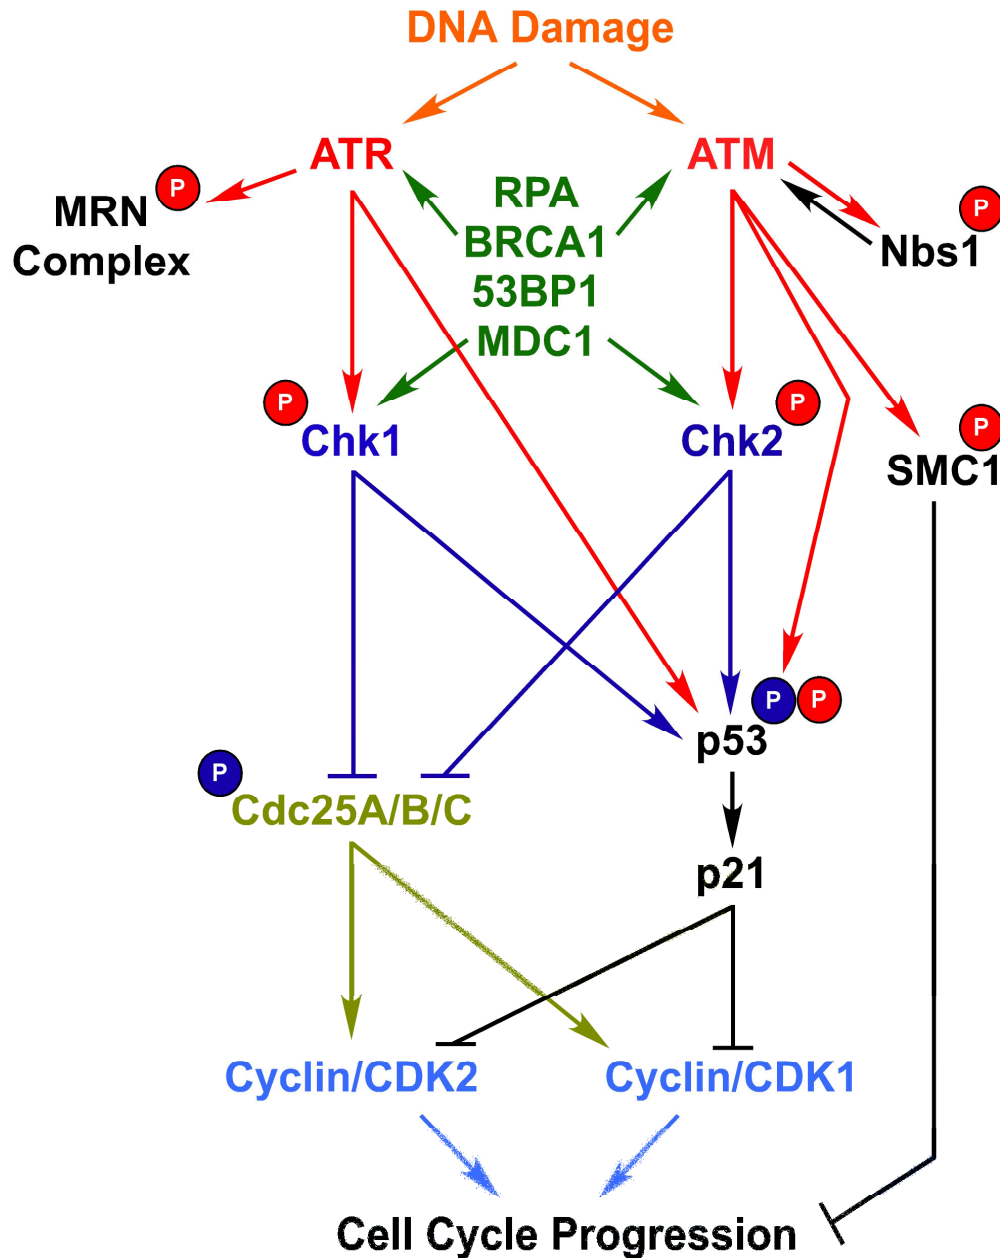 DNA Damage
ATR
ATM
P
MRN
Complex
RPA
BRCA1
53BP1
MDC1
P
Nbs1
P
Chk1
P
Chk2
P
SMC1
P
P
p53
P
Cdc25A/B/C
p21
Cyclin/CDK2
Cyclin/CDK1
Cell Cycle Progression